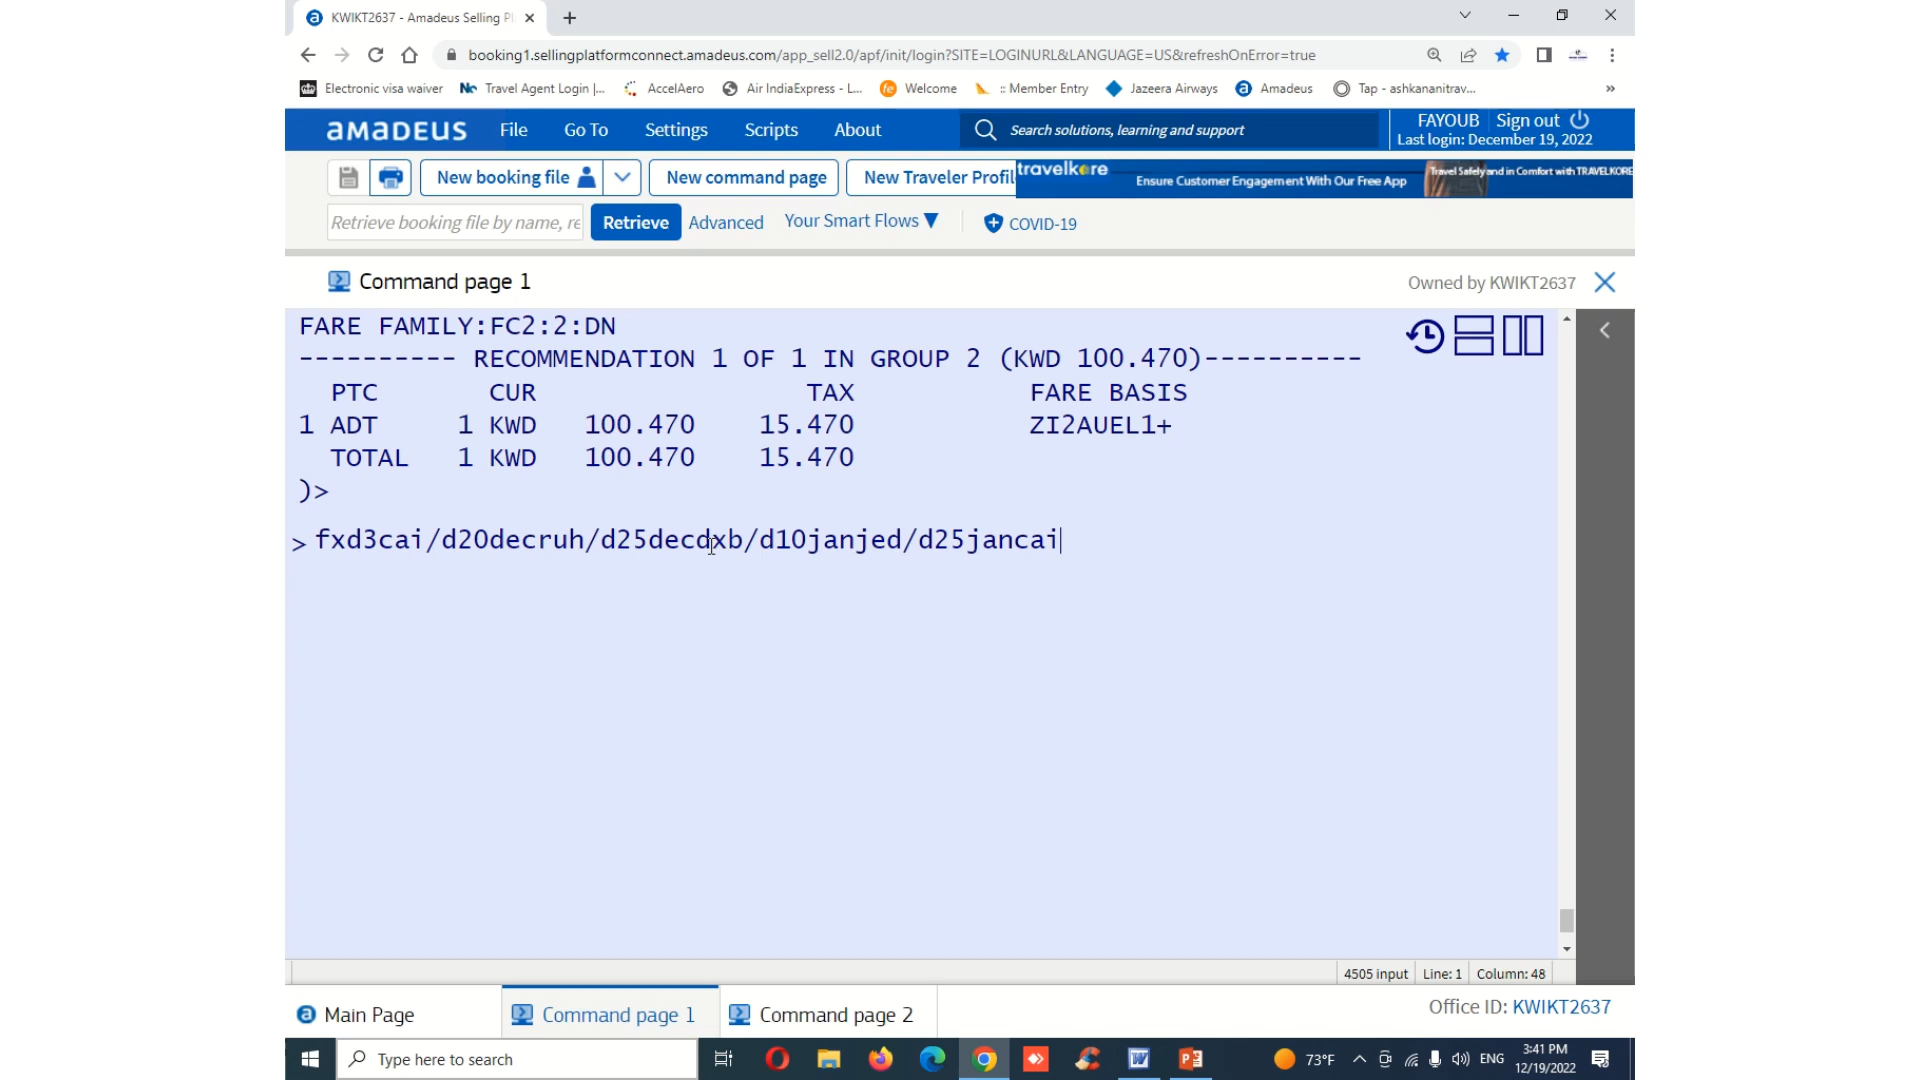 KWIKT2637 - Amadeus Selling Pl
booking1.sellingplatformconnect.amadeus.com/app_sell2.0/apf/init/login?SITE=LOGINURL&LANGUAGE=US&refreshOnError=true
Electronic visa waiver Travel Agent Login |... AccelAero Air IndiaExpress - L... Welcome :: Member Entry Jazeera Airways Amadeus Tap - ashkananitrav... »
amadeus File Go To Settings Scripts About Search solutions, learning and support FAYOUB Sign out
Last login: December 19, 2022
New booking file New command page New Traveler Profil travelkore Ensure Customer Engagement With Our Free App Travel Safely and in Comfort with TRAVELKORE
Retrieve booking file by name, re Retrieve Advanced Your Smart Flows COVID-19
Command page 1 Owned by KWIKT2637
FARE FAMILY:FC2:2:DN
---------- RECOMMENDATION 1 OF 1 IN GROUP 2 (KWD 100.470)----------
PTC CUR TAX FARE BASIS
1 ADT 1 KWD 100.470 15.470 ZI2AUEL1+
TOTAL 1 KWD 100.470 15.470
)>
> fxd3cai/d20decruh/d25decdxb/d10janjed/d25jancai
4505 input Line: 1 Column: 48
Main Page Command page 1 Command page 2 Office ID: KWIKT2637
Type here to search 73°F ENG 3:41 PM
12/19/2022